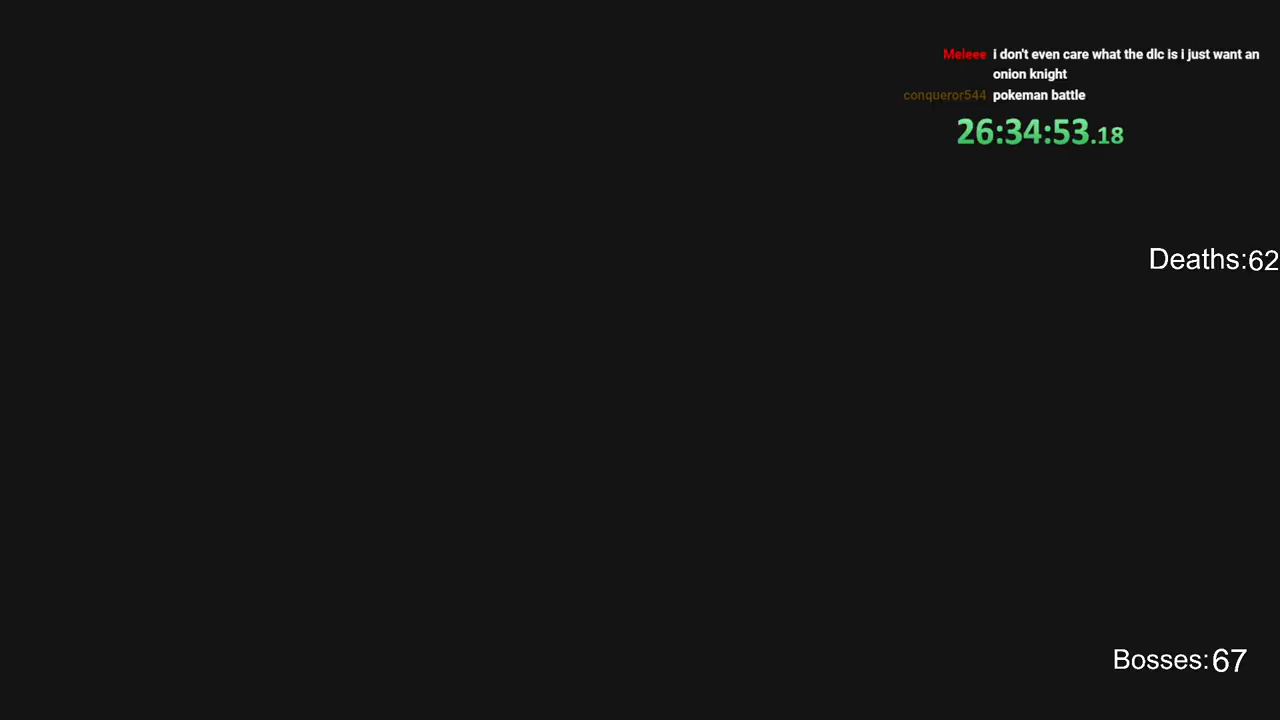 Meleee i don't even care what the dlc is i just want an
onion knight
conqueror544 pokeman battle
26:34:53.18
Deaths:62
Bosses:67